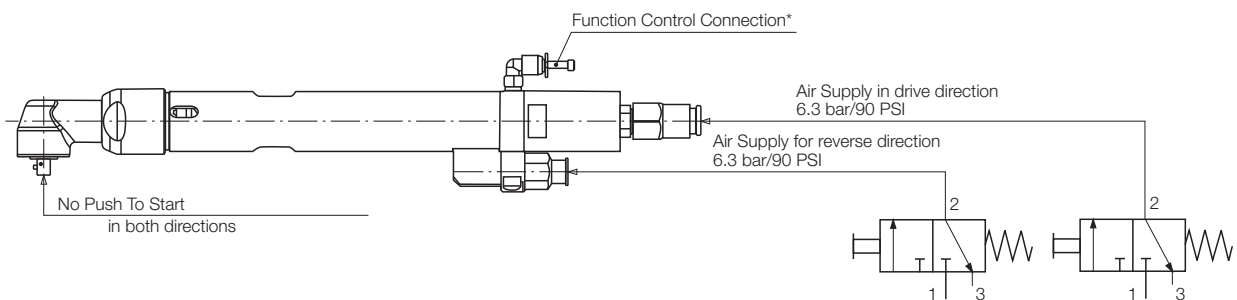 Function Control Connection*
Air Supply in drive direction
6.3 bar/90 PSI
Air Supply for reverse direction
6.3 bar/90 PSI
No Push To Start
in both directions
2
2
1
3
1
3